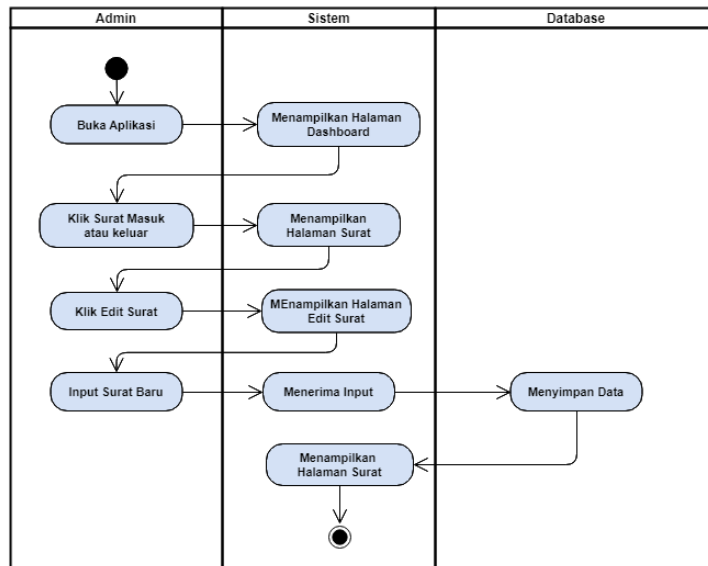 Admin
Sistem
Database
Buka Aplikasi
Menampilkan Halaman
Dashboard
Klik Surat Masuk
atau keluar
Menampilkan
Halaman Surat
Klik Edit Surat
MEnampilkan Halaman
Edit Surat
Input Surat Baru
Menerima Input
Menyimpan Data
Menampilkan
Halaman Surat